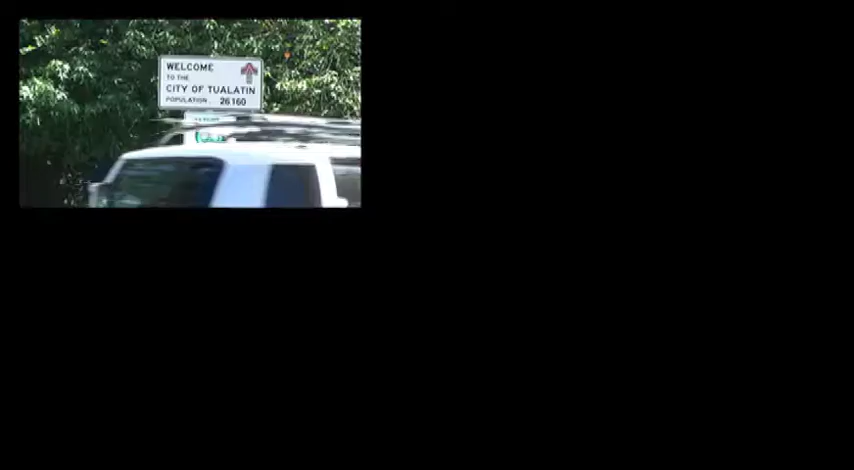 WELCOME
TO THE
CITY OF TUALATIN
POPULATION 26160